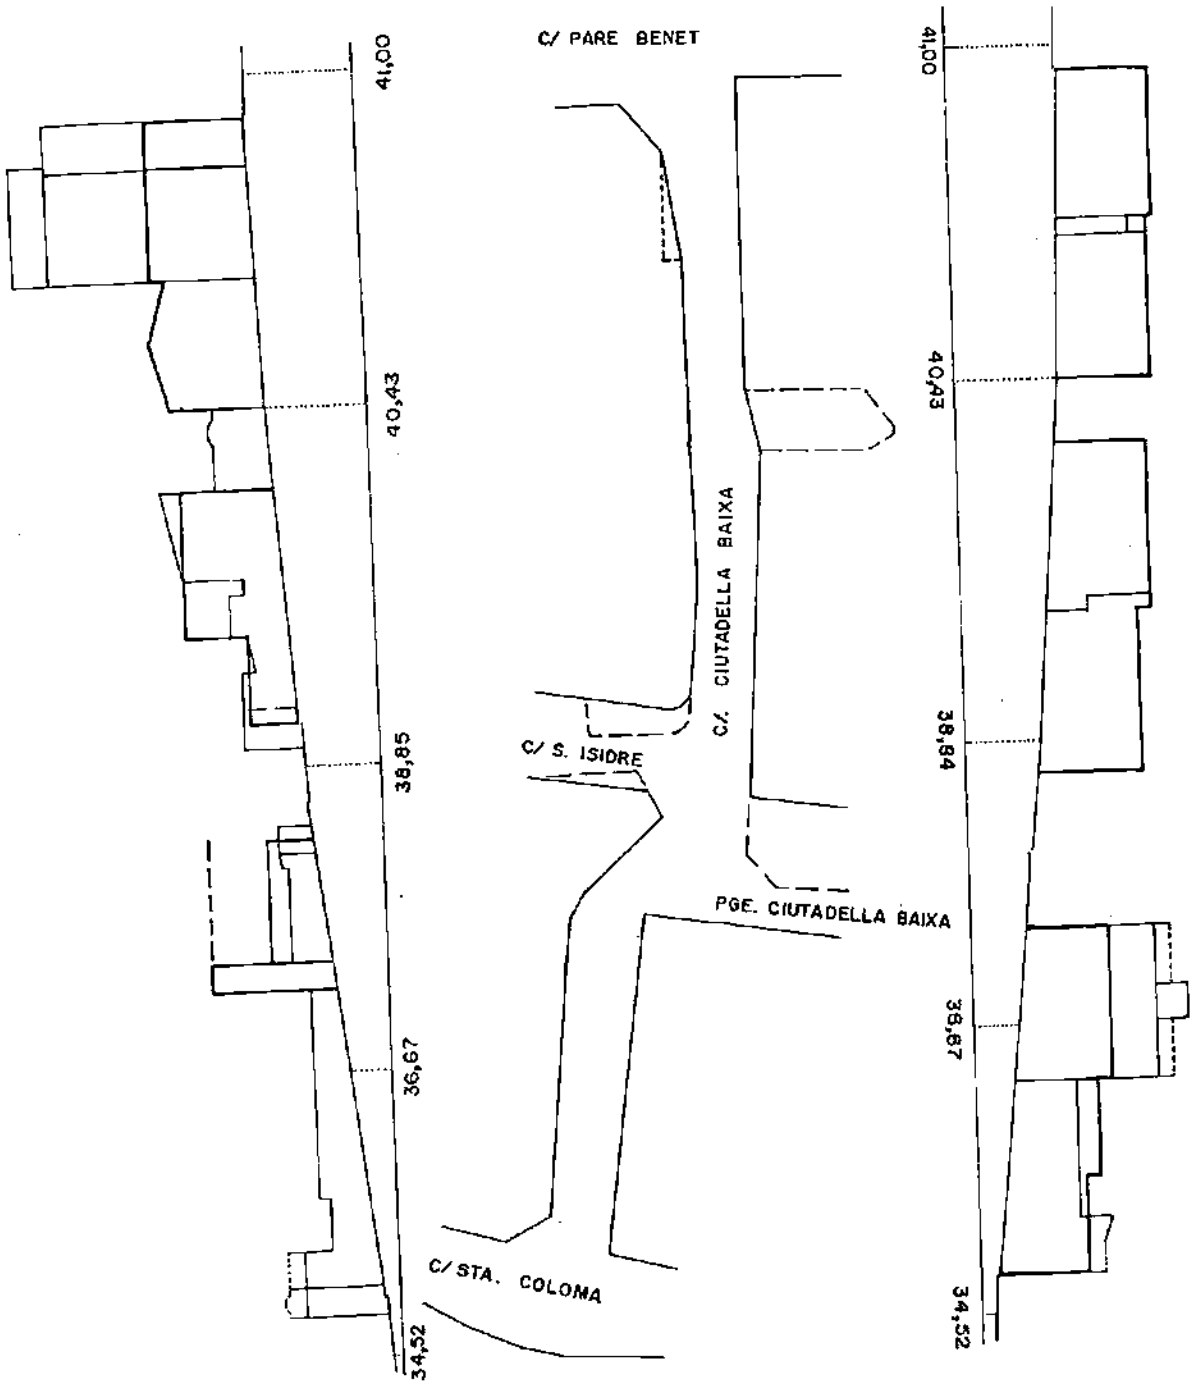 C/ PARE BENET
41,00
41,00
40,43
40,43
C/. CIUTADELLA BAIXA
C/ S. ISIDRE
38,85
38,84
PGE. CIUTADELLA BAIXA
36,67
36,67
C/ STA. COLOMA
34,52
34,52